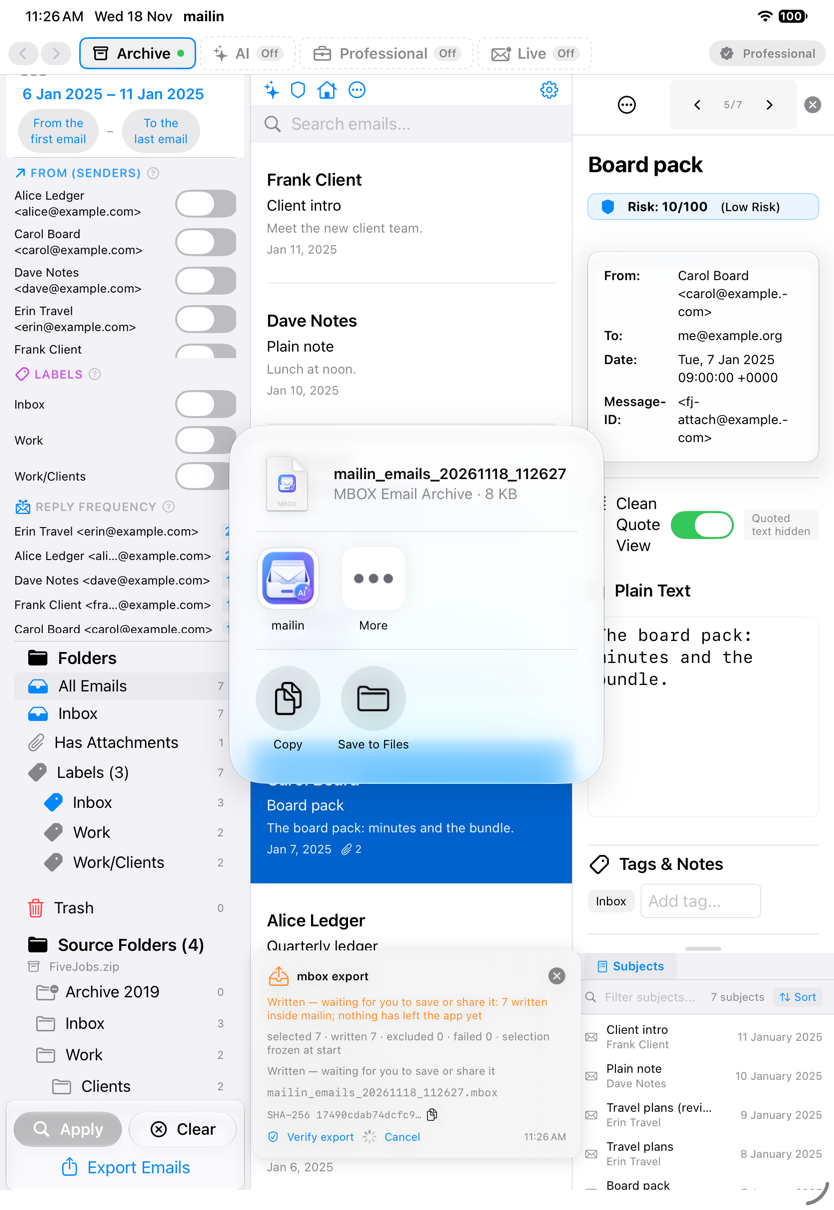 11:26 AM Wed 18 Nov mailin
100
Archive
AI Off
Professional Off
Live Off
Professional
6 Jan 2025 – 11 Jan 2025
From the first email
–
To the last email
FROM (SENDERS)
Alice Ledger
<alice@example.com>
Carol Board
<carol@example.com>
Dave Notes
<dave@example.com>
Erin Travel
<erin@example.com>
Frank Client
LABELS
Inbox
Work
Work/Clients
REPLY FREQUENCY
Erin Travel <erin@example.com>
Alice Ledger <ali...@example.com>
Dave Notes <dave@example.com>
Frank Client <fra...@example.com>
Carol Board <carol@example.com>
Folders
All Emails 7
Inbox 7
Has Attachments 1
Labels (3) 7
Inbox 3
Work 2
Work/Clients 2
Trash 0
Source Folders (4)
FiveJobs.zip
Archive 2019 0
Inbox 3
Work 2
Clients 2
Apply
Clear
Export Emails
Search emails...
Frank Client
Client intro
Meet the new client team.
Jan 11, 2025
Dave Notes
Plain note
Lunch at noon.
Jan 10, 2025
mailin_emails_20261118_112627
MBOX Email Archive · 8 KB
MBOX
AI
mailin
More
Copy
Save to Files
Carol Board
Board pack
The board pack: minutes and the bundle.
Jan 7, 2025 2
Alice Ledger
Quarterly ledger
mbox export
Written — waiting for you to save or share it: 7 written
inside mailin; nothing has left the app yet
selected 7 · written 7 · excluded 0 · failed 0 · selection
frozen at start
Written — waiting for you to save or share it
mailin_emails_20261118_112627.mbox
SHA-256 17490cdab74dcfc9…
Verify export
Cancel
11:26 AM
Jan 6, 2025
5/7
Board pack
Risk: 10/100 (Low Risk)
From: Carol Board
<carol@example.-
com>
To: me@example.org
Date: Tue, 7 Jan 2025
09:00:00 +0000
Message-ID: <fj-
attach@example.-
com>
Clean
Quote
View
Quoted
text hidden
Plain Text
The board pack:
minutes and the
bundle.
Tags & Notes
Inbox
Add tag...
Subjects
Filter subjects...
7 subjects
Sort
Client intro
Frank Client
11 January 2025
Plain note
Dave Notes
10 January 2025
Travel plans (revi...
Erin Travel
9 January 2025
Travel plans
Erin Travel
8 January 2025
Board pack